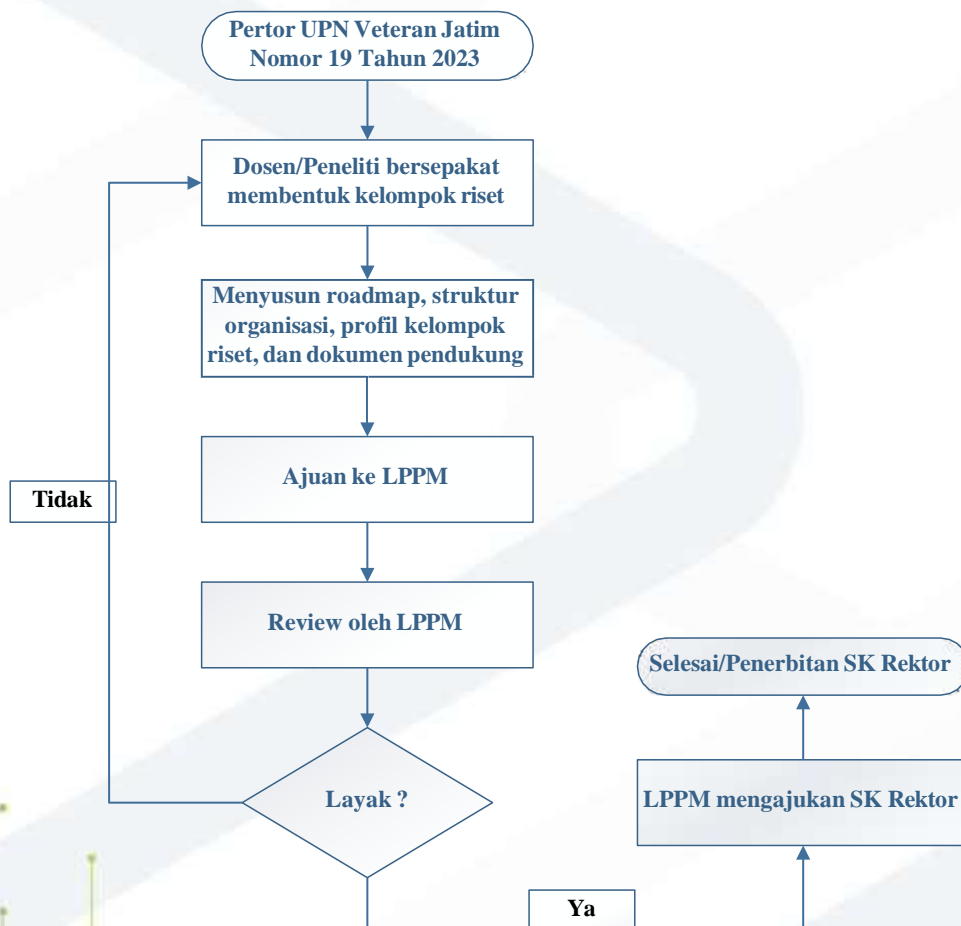 Pertor UPN Veteran Jatim
Nomor 19 Tahun 2023
Dosen/Peneliti bersepakat
membentuk kelompok riset
Menyusun roadmap, struktur
organisasi, profil kelompok
riset, dan dokumen pendukung
Ajuan ke LPPM
Tidak
Review oleh LPPM
Layak ?
Ya
LPPM mengajukan SK Rektor
Selesai/Penerbitan SK Rektor